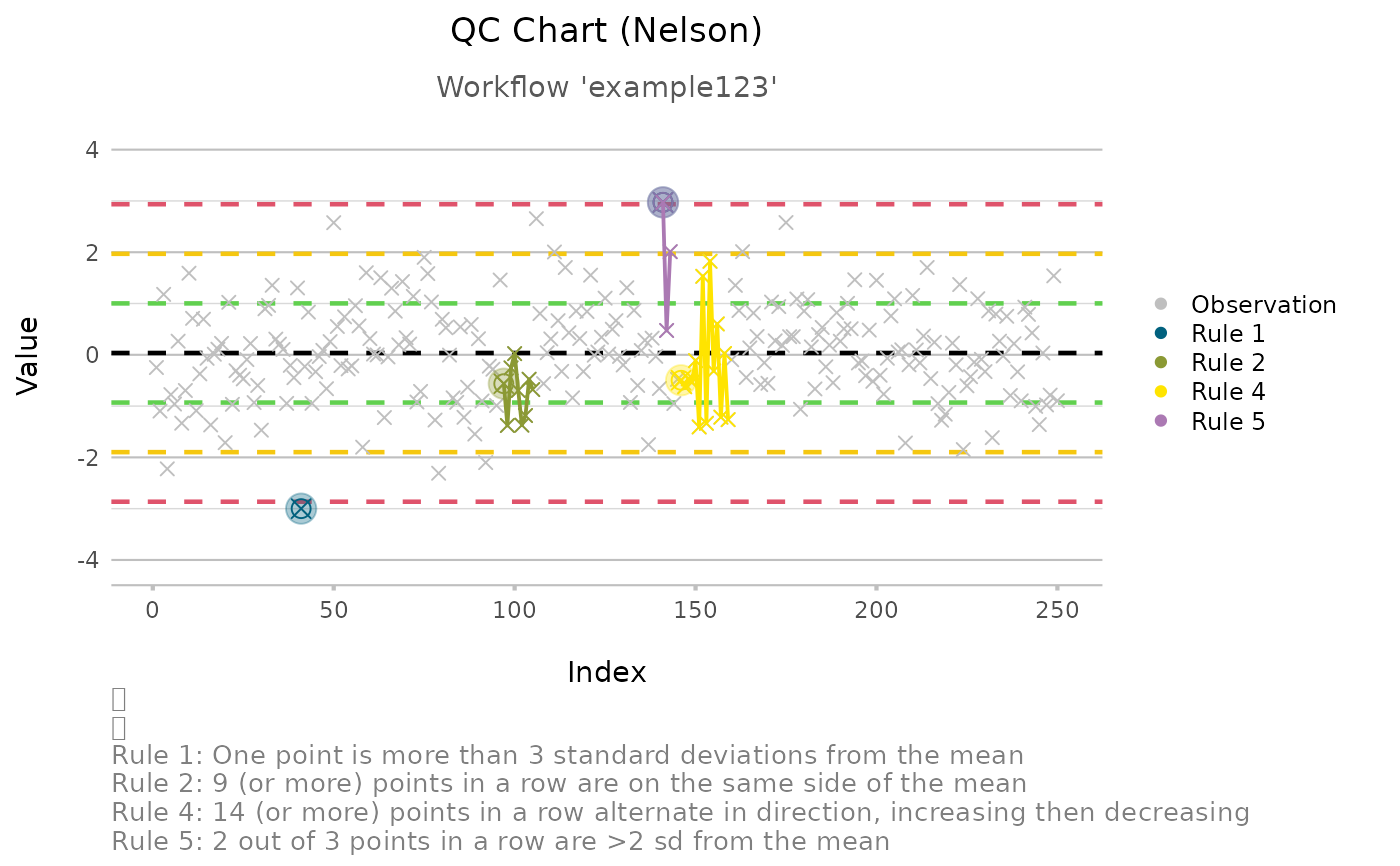 QC Chart (Nelson)
Workflow 'example123'
4
2
0
-2
-4
Value
0 50 100 150 200 250
Index
Observation
Rule 1
Rule 2
Rule 4
Rule 5
Rule 1: One point is more than 3 standard deviations from the mean
Rule 2: 9 (or more) points in a row are on the same side of the mean
Rule 4: 14 (or more) points in a row alternate in direction, increasing then decreasing
Rule 5: 2 out of 3 points in a row are >2 sd from the mean